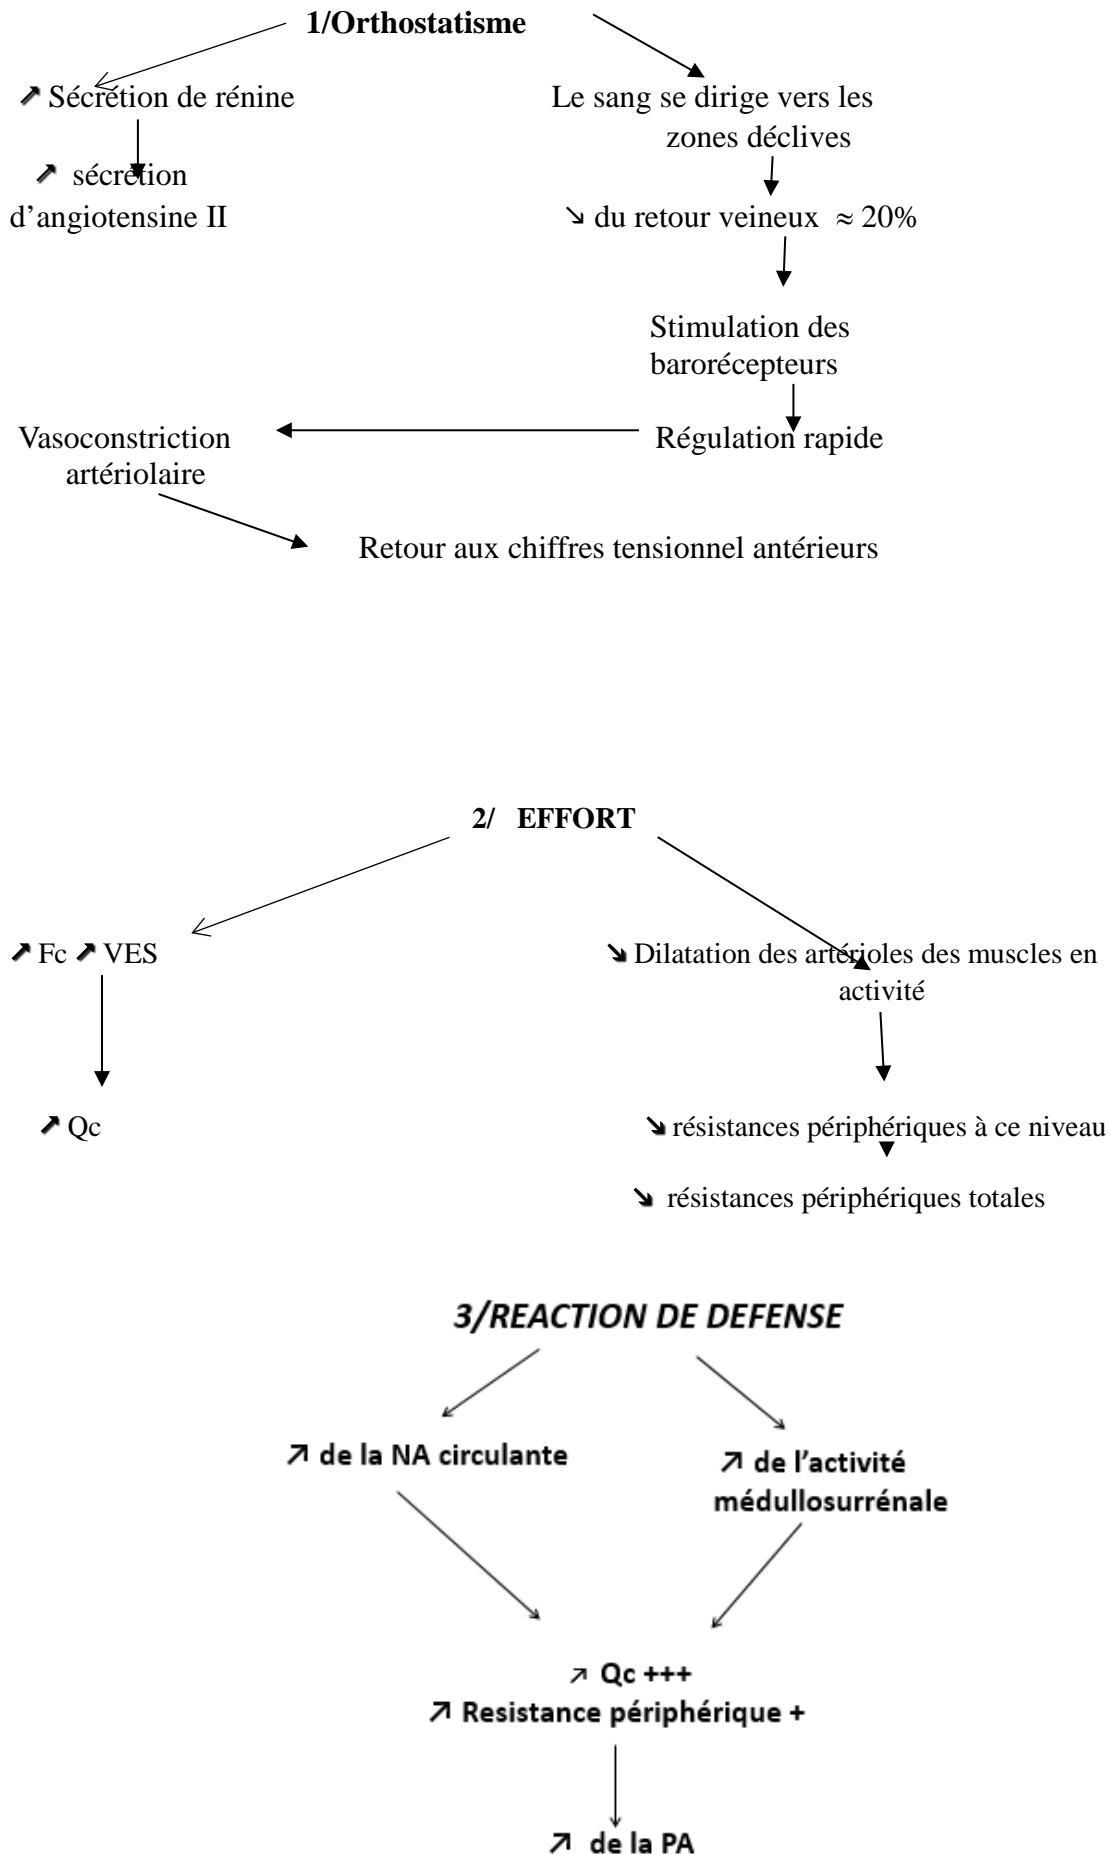 1/Orthostatisme
↗ Sécrétion de rénine
↗ sécrétion
d’angiotensine II
Le sang se dirige vers les
zones déclives
↘ du retour veineux ≈ 20%
Stimulation des
barorécepteurs
Régulation rapide
Vasoconstriction
artériolaire
Retour aux chiffres tensionnel antérieurs
2/ EFFORT
↗ Fc ↗ VES
↗ Qc
↘ Dilatation des artérioles des muscles en
activité
↘ résistances périphériques à ce niveau
↘ résistances périphériques totales
3/REACTION DE DEFENSE
↗ de la NA circulante
↗ de l’activité
médullosurrénale
↗ Qc +++
↗ Resistance périphérique +
↗ de la PA